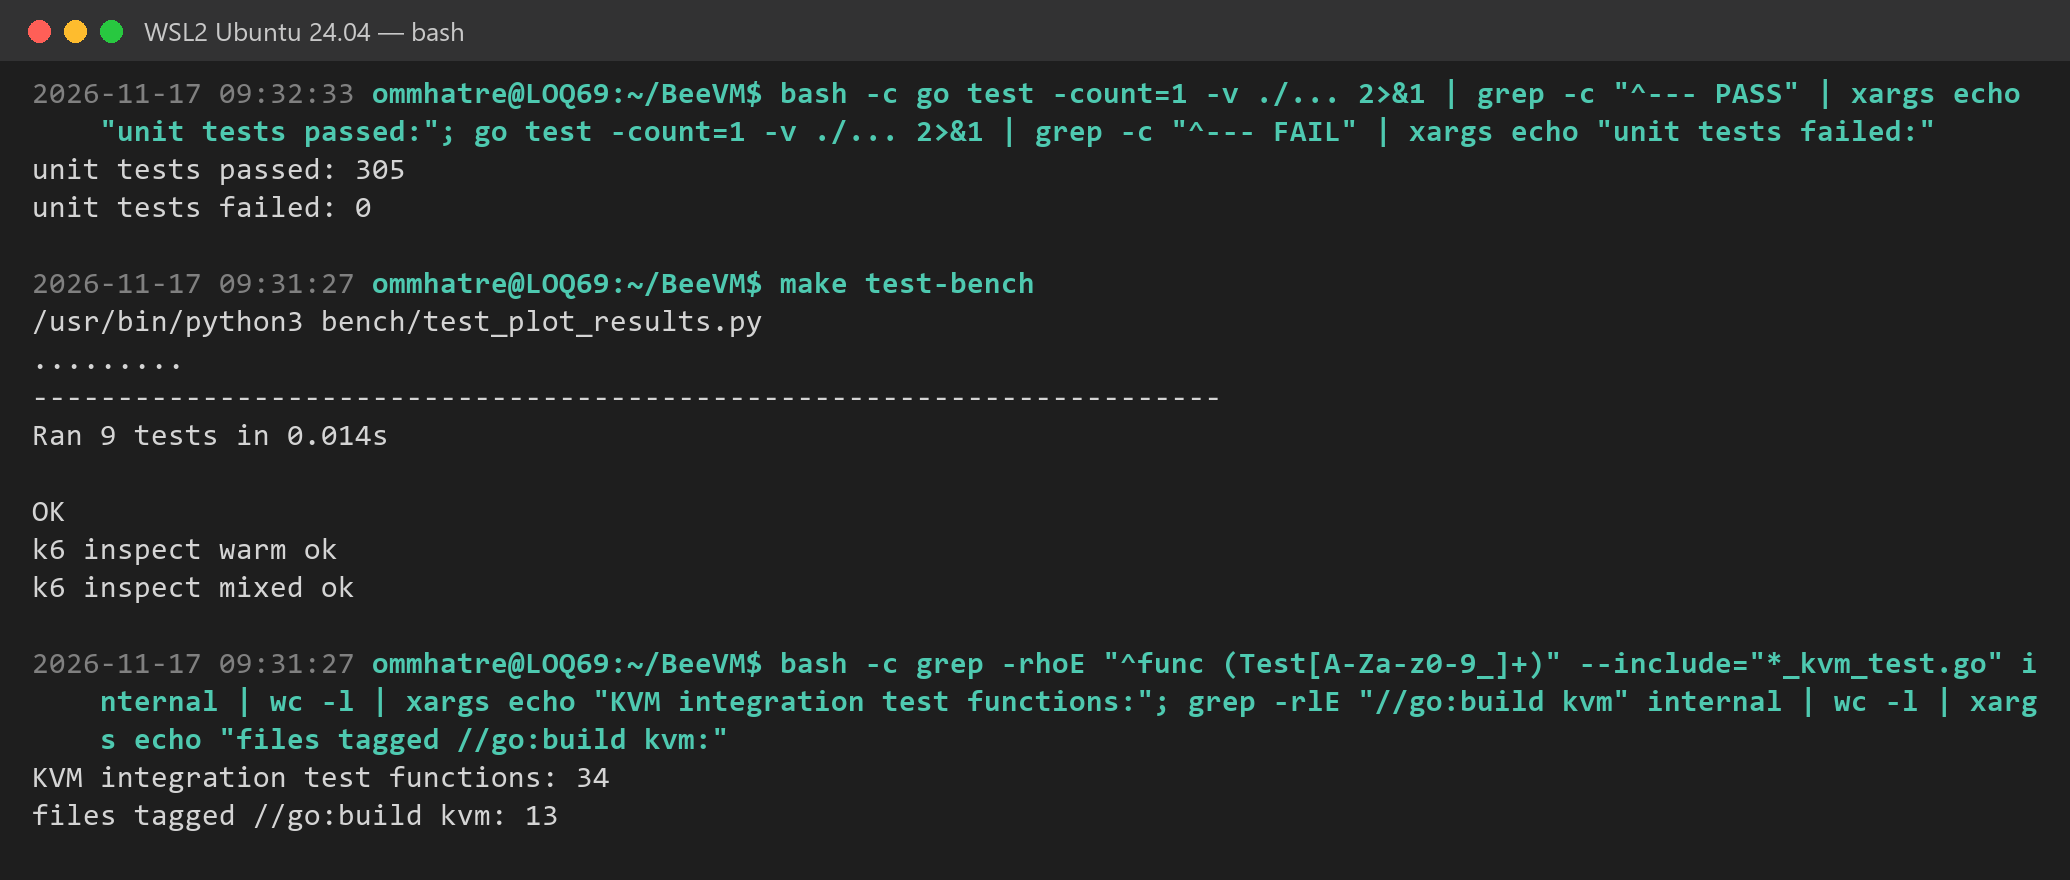 WSL2 Ubuntu 24.04 — bash
2026-11-17 09:32:33 ommhatre@LOQ69:~/BeeVM$ bash -c go test -count=1 -v ./... 2>&1 | grep -c "^--- PASS" | xargs echo
"unit tests passed:"; go test -count=1 -v ./... 2>&1 | grep -c "^--- FAIL" | xargs echo "unit tests failed:"
unit tests passed: 305
unit tests failed: 0
2026-11-17 09:31:27 ommhatre@LOQ69:~/BeeVM$ make test-bench
/usr/bin/python3 bench/test_plot_results.py
.........
----------------------------------------------------------------------
Ran 9 tests in 0.014s
OK
k6 inspect warm ok
k6 inspect mixed ok
2026-11-17 09:31:27 ommhatre@LOQ69:~/BeeVM$ bash -c grep -rhoE "^func (Test[A-Za-z0-9_]+)" --include="*_kvm_test.go" i
nternal | wc -l | xargs echo "KVM integration test functions:"; grep -rlE "//go:build kvm" internal | wc -l | xarg
s echo "files tagged //go:build kvm:"
KVM integration test functions: 34
files tagged //go:build kvm: 13